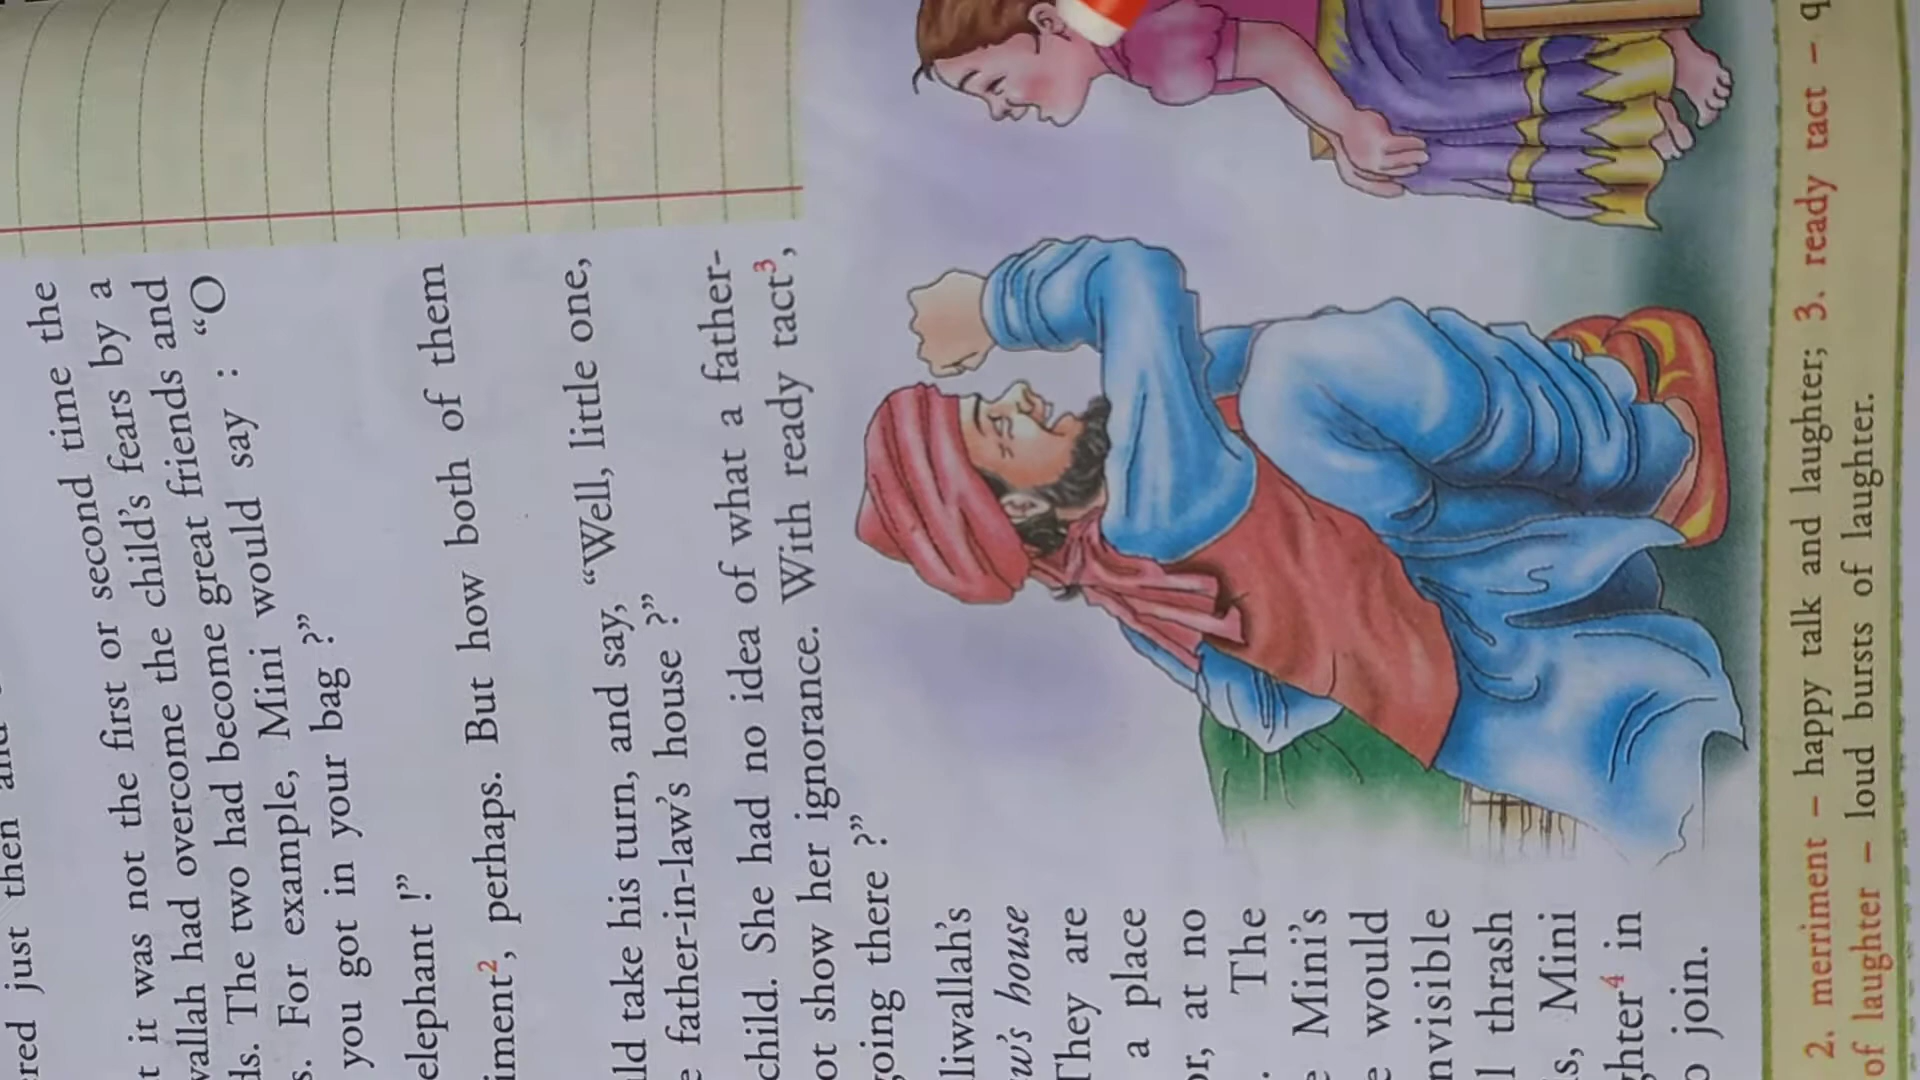 red just then
t it was not the first or second time the
wallah had overcome the child's fears by a
ds. The two had become great friends and
s. For example, Mini would say : “O
you got in your bag ?”
elephant !”
iment2, perhaps. But how both of them
ld take his turn, and say, “Well, little one,
e father-in-law's house ?”
child. She had no idea of what a father-
ot show her ignorance. With ready tact3,
going there ?”
liwallah's
w's house
They are
a place
or, at no
. The
e Mini's
e would
nvisible
l thrash
s, Mini
ghter4 in
o join.
2. merriment – happy talk and laughter; 3. ready tact – q
of laughter – loud bursts of laughter.